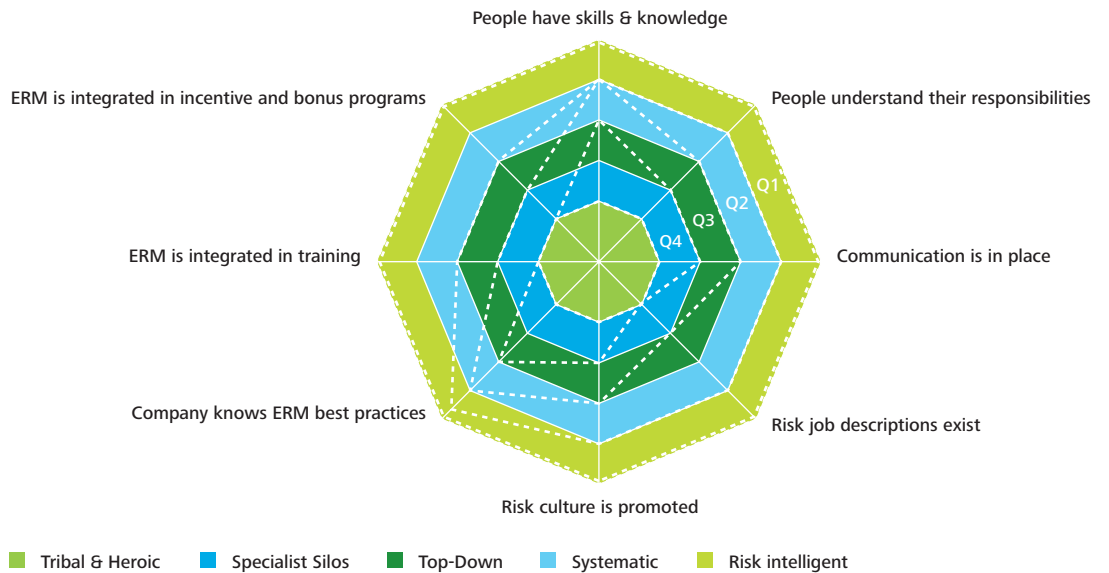 People have skills & knowledge
ERM is integrated in incentive and bonus programs
People understand their responsibilities
Q1
Q2
Q3
Q4
ERM is integrated in training
Communication is in place
Company knows ERM best practices
Risk job descriptions exist
Risk culture is promoted
Tribal & Heroic
Specialist Silos
Top-Down
Systematic
Risk intelligent